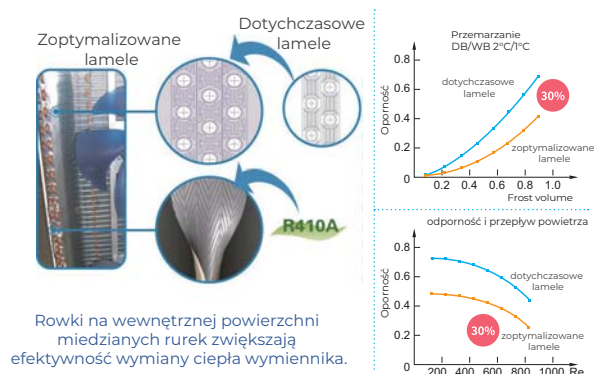 Zoptymalizowane
lamele
Dotychczasowe
lamele
R410A
Rowki na wewnętrznej powierzchni
miedzianych rurek zwiększają
efektywność wymiany ciepła wymiennika.
Przemarzanie
DB/WB 2°C/1°C
Oporność
0.8
0.6
0.4
0.2
0
dotychczasowe
lamele
30%
zoptymalizowane
lamele
0.2 0.4 0.6 0.8 1.0
Frost volume
odporność i przepływ powietrza
Oporność
0.8
0.6
0.4
0.2
0
dotychczasowe
lamele
30%
zoptymalizowane
lamele
200 400 600 800 1000 Re